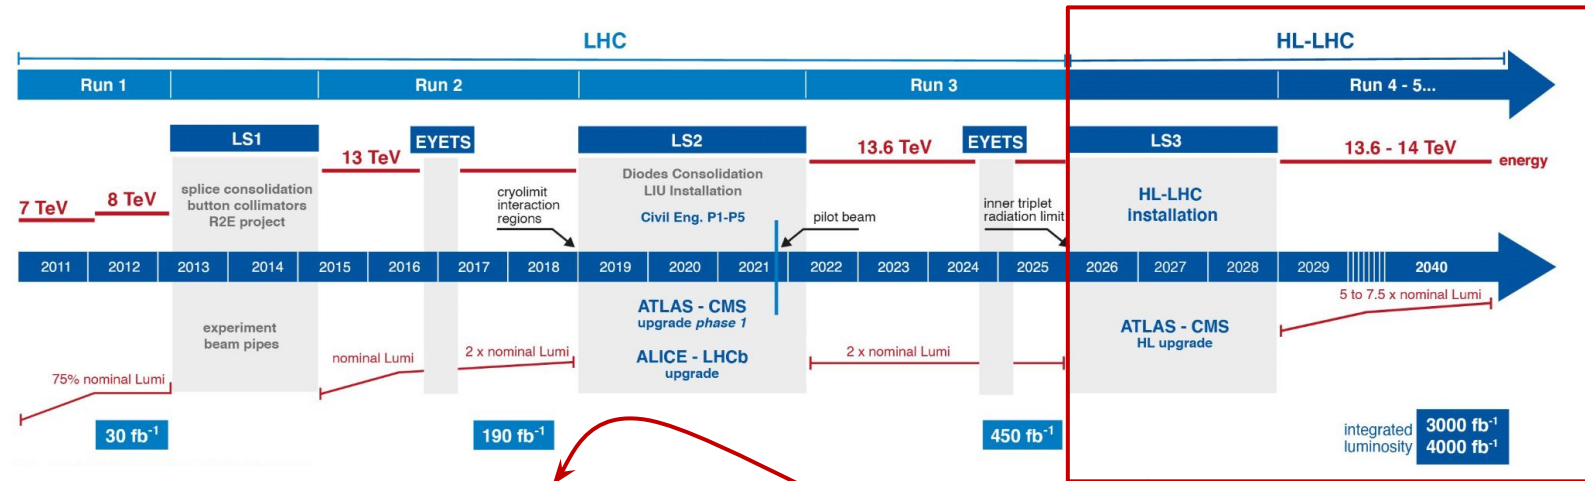 LHC
HL-LHC
Run 1
Run 2
Run 3
Run 4 - 5...
LS1
EYETS
LS2
EYETS
LS3
7 TeV
8 TeV
13 TeV
13.6 TeV
13.6 - 14 TeV
energy
splice consolidation
button collimators
R2E project
cryolimit
interaction
regions
Diodes Consolidation
LIU Installation
Civil Eng. P1-P5
pilot beam
inner triplet
radiation limit
HL-LHC
installation
2011
2012
2013
2014
2015
2016
2017
2018
2019
2020
2021
2022
2023
2024
2025
2026
2027
2028
2029
2040
experiment
beam pipes
ATLAS - CMS
upgrade phase 1
ALICE - LHCb
upgrade
ATLAS - CMS
HL upgrade
75% nominal Lumi
nominal Lumi
2 x nominal Lumi
2 x nominal Lumi
5 to 7.5 x nominal Lumi
30 fb⁻¹
190 fb⁻¹
450 fb⁻¹
integrated
luminosity
3000 fb⁻¹
4000 fb⁻¹